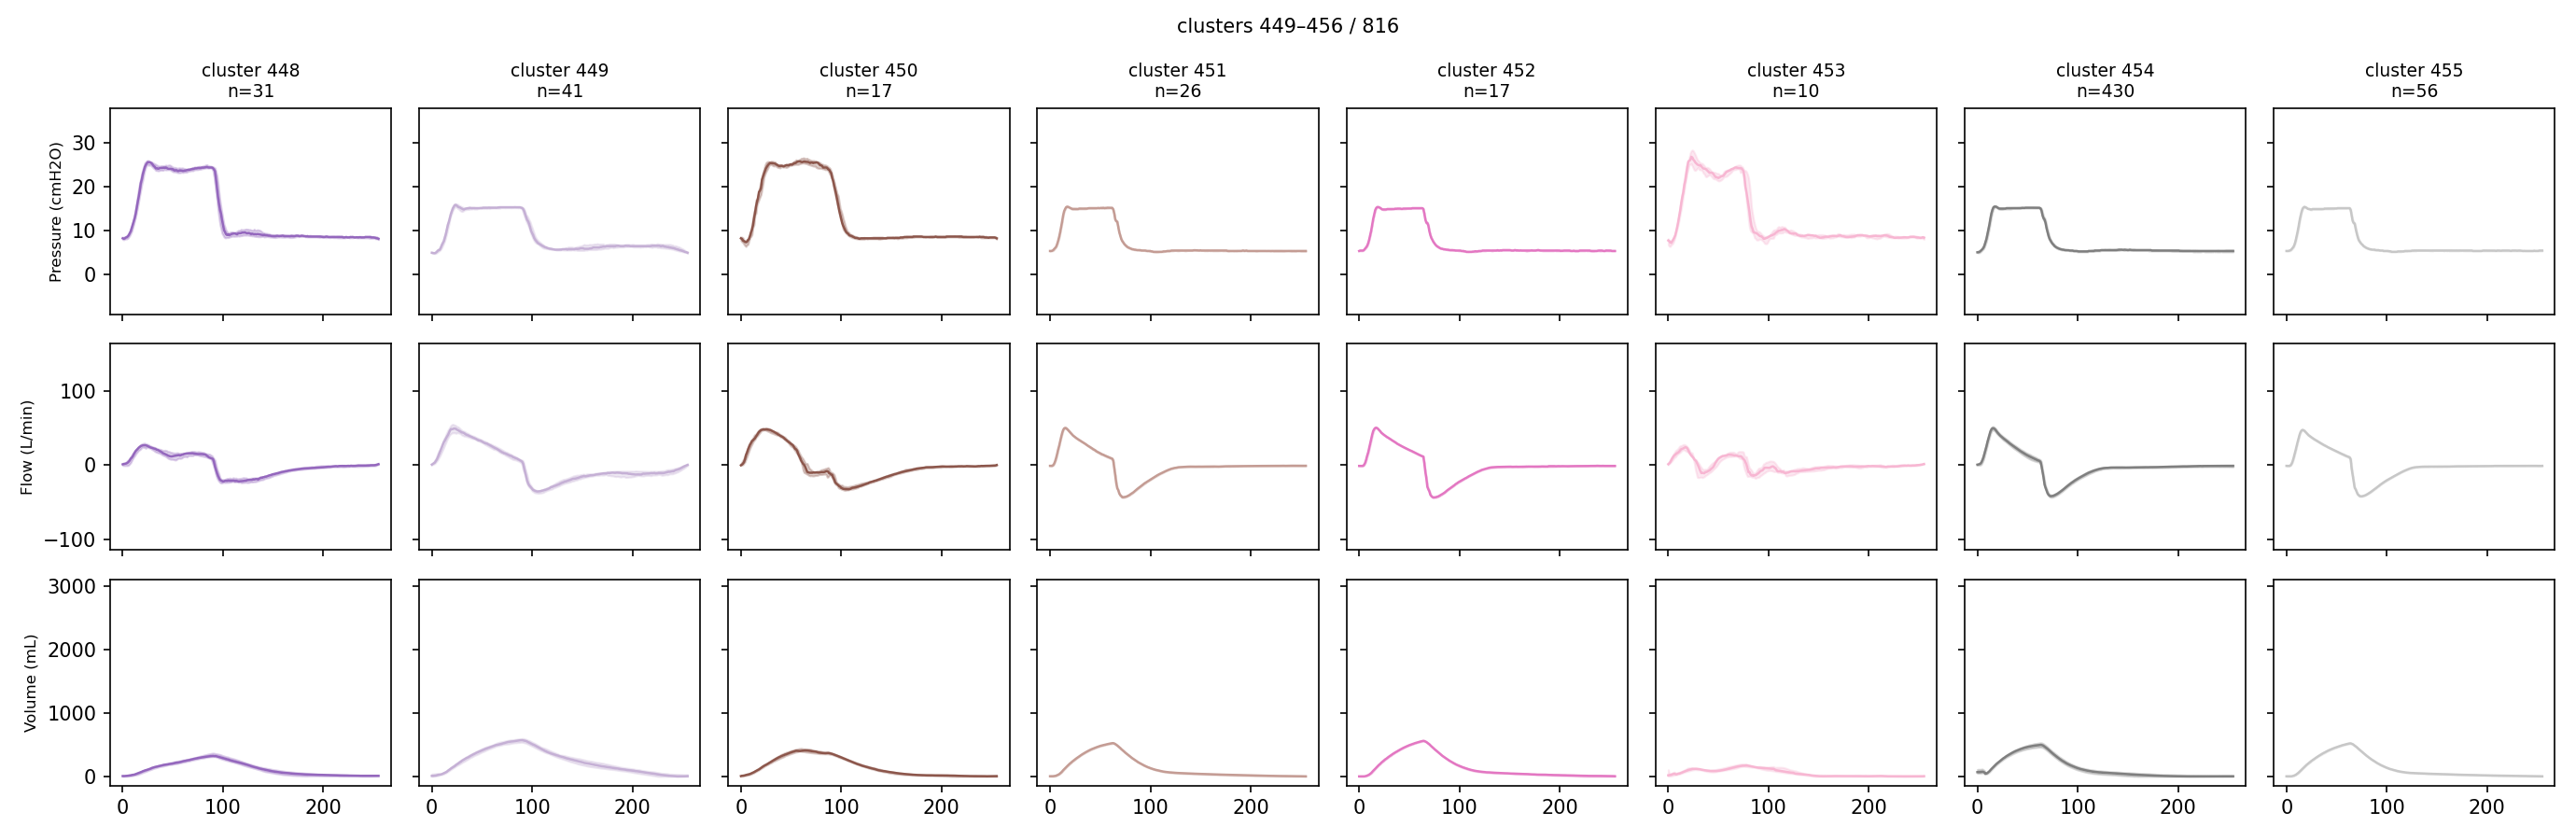 clusters 449–456 / 816
cluster 448
n=31
cluster 449
n=41
cluster 450
n=17
cluster 451
n=26
cluster 452
n=17
cluster 453
n=10
cluster 454
n=430
cluster 455
n=56
Pressure (cmH2O)
30
20
10
0
Flow (L/min)
100
0
−100
Volume (mL)
3000
2000
1000
0
0 100 200
0 100 200
0 100 200
0 100 200
0 100 200
0 100 200
0 100 200
0 100 200